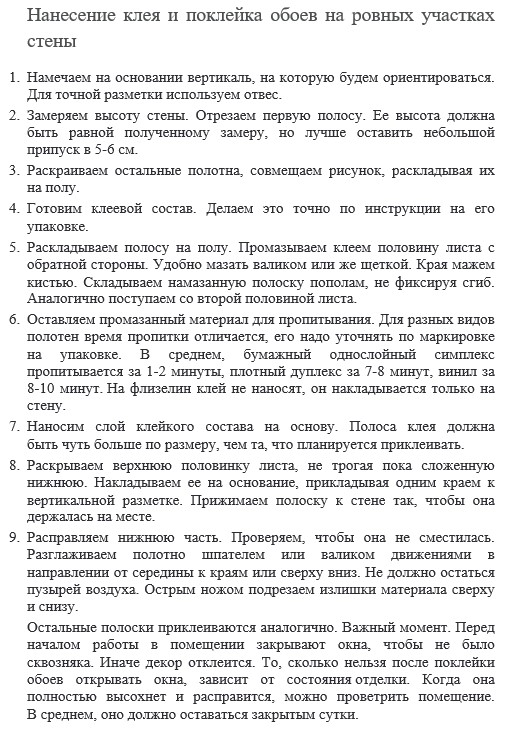 Нанесение клея и поклейка обоев на ровных участках
стены
1. Намечаем на основании вертикаль, на которую будем ориентироваться.
Для точной разметки используем отвес.
2. Замеряем высоту стены. Отрезаем первую полосу. Ее высота должна
быть равной полученному замеру, но лучше оставить небольшой
припуск в 5-6 см.
3. Раскраиваем остальные полотна, совмещаем рисунок, раскладывая их
на полу.
4. Готовим клеевой состав. Делаем это точно по инструкции на его
упаковке.
5. Раскладываем полосу на полу. Промазываем клеем половину листа с
обратной стороны. Удобно мазать валиком или же щеткой. Края мажем
кистью. Складываем намазанную полоску пополам, не фиксируя сгиб.
Аналогично поступаем со второй половиной листа.
6. Оставляем промазанный материал для пропитывания. Для разных видов
полотен время пропитки отличается, его надо уточнять по маркировке
на упаковке. В среднем, бумажный однослойный симплекс
пропитывается за 1-2 минуты, плотный дуплекс за 7-8 минут, винил за
8-10 минут. На флизелин клей не наносят, он накладывается только на
стену.
7. Наносим слой клейкого состава на основу. Полоса клея должна
быть чуть больше по размеру, чем та, что планируется приклеивать.
8. Раскрываем верхнюю половинку листа, не трогая пока сложенную
нижнюю. Накладываем ее на основание, прикладывая одним краем к
вертикальной разметке. Прижимаем полоску к стене так, чтобы она
держалась на месте.
9. Расправляем нижнюю часть. Проверяем, чтобы она не сместилась.
Разглаживаем полотно шпателем или валиком движениями в
направлении от середины к краям или сверху вниз. Не должно остаться
пузырей воздуха. Острым ножом подрезаем излишки материала сверху
и снизу.
Остальные полоски приклеиваются аналогично. Важный момент. Перед
началом работы в помещении закрывают окна, чтобы не было
сквозняка. Иначе декор отклеится. То, сколько нельзя после поклейки
обоев открывать окна, зависит от состояния отделки. Когда она
полностью высохнет и расправится, можно проветрить помещение.
В среднем, оно должно оставаться закрытым сутки.